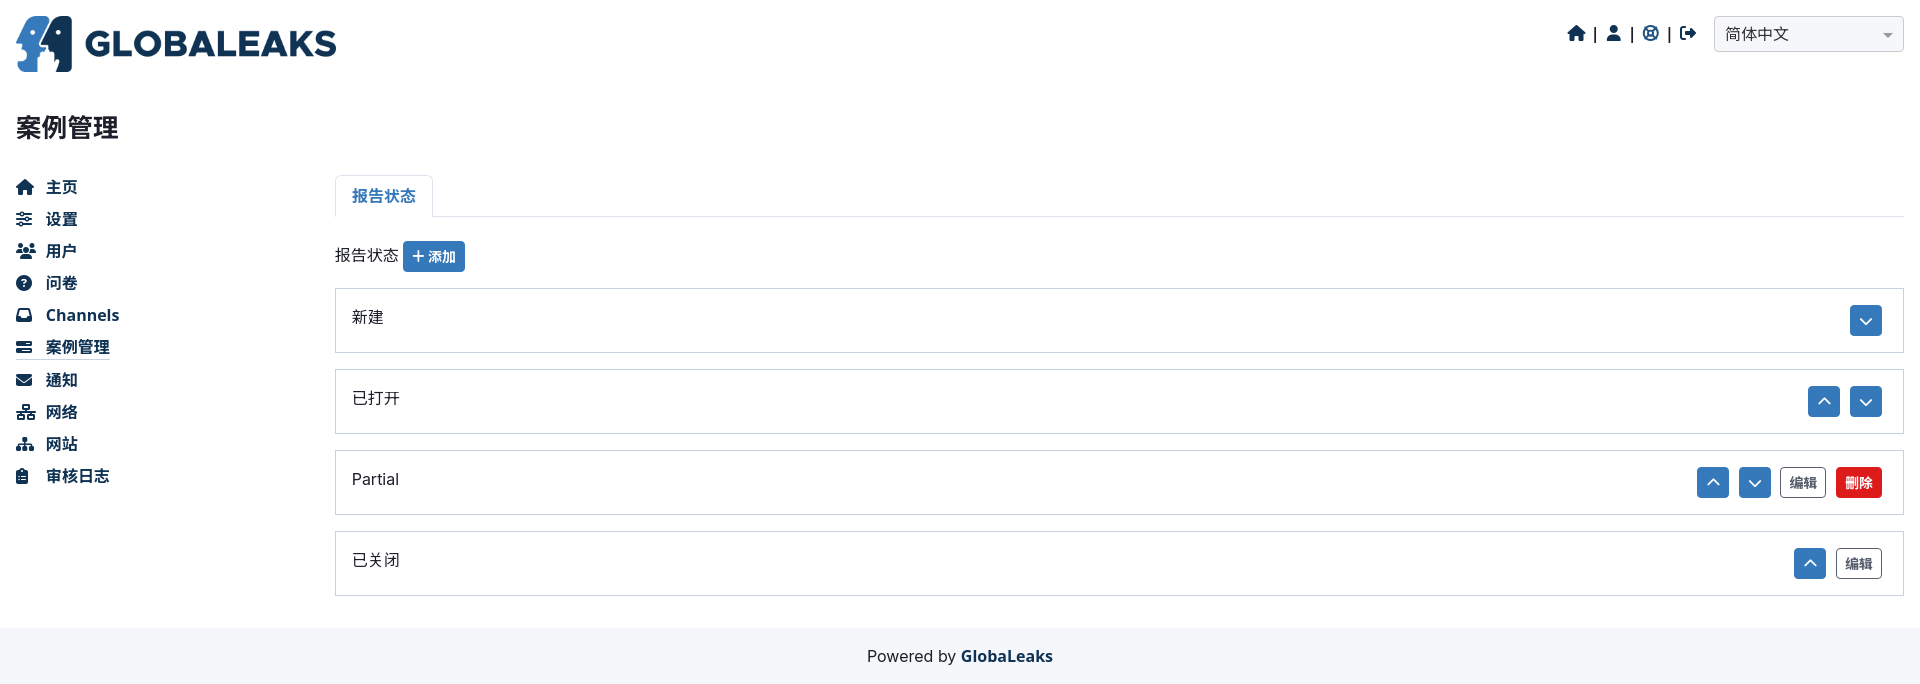 GLOBALEAKS
| | |
简体中文
案例管理
主页
设置
用户
问卷
Channels
案例管理
通知
网络
网站
审核日志
报告状态
报告状态 添加
新建
已打开
Partial 编辑 删除
已关闭 编辑
Powered by GlobaLeaks